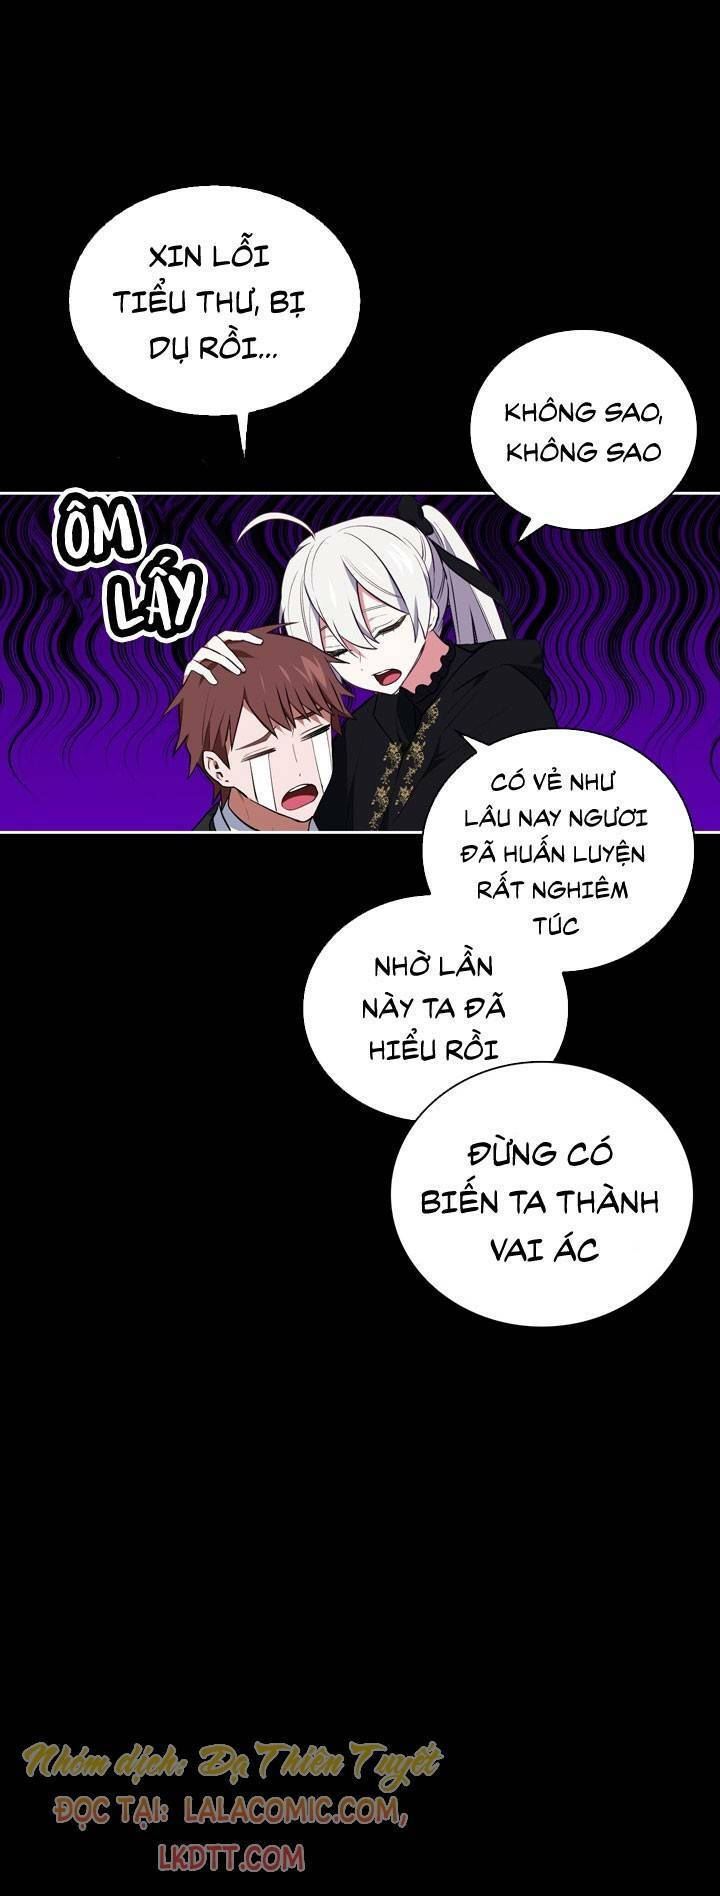 XIN LỖI
TIỂU THƯ, BỊ
DỤ RỒI...
KHÔNG SAO,
KHÔNG SAO
ÔM
LẤY
CÓ VẺ NHƯ
LÂU NAY NGƯƠI
ĐÃ HUẤN LUYỆN
RẤT NGHIÊM
TÚC
NHỜ LẦN
NÀY TA ĐÃ
HIỂU RỒI
ĐỪNG CÓ
BIẾN TA THÀNH
VAI ÁC
Nhóm dịch: Dạ Thiên Tuyết
ĐỌC TẠI: LALACOMIC.COM,
LKDTT.COM